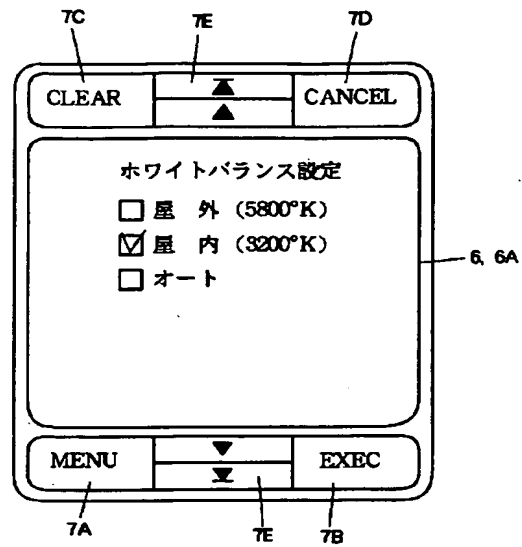 7C 7E 7D
CLEAR CANCEL
ホワイトバランス設定
屋 外 (5800°K)
屋 内 (3200°K)
オート
6, 6A
MENU EXEC
7A 7E 7B